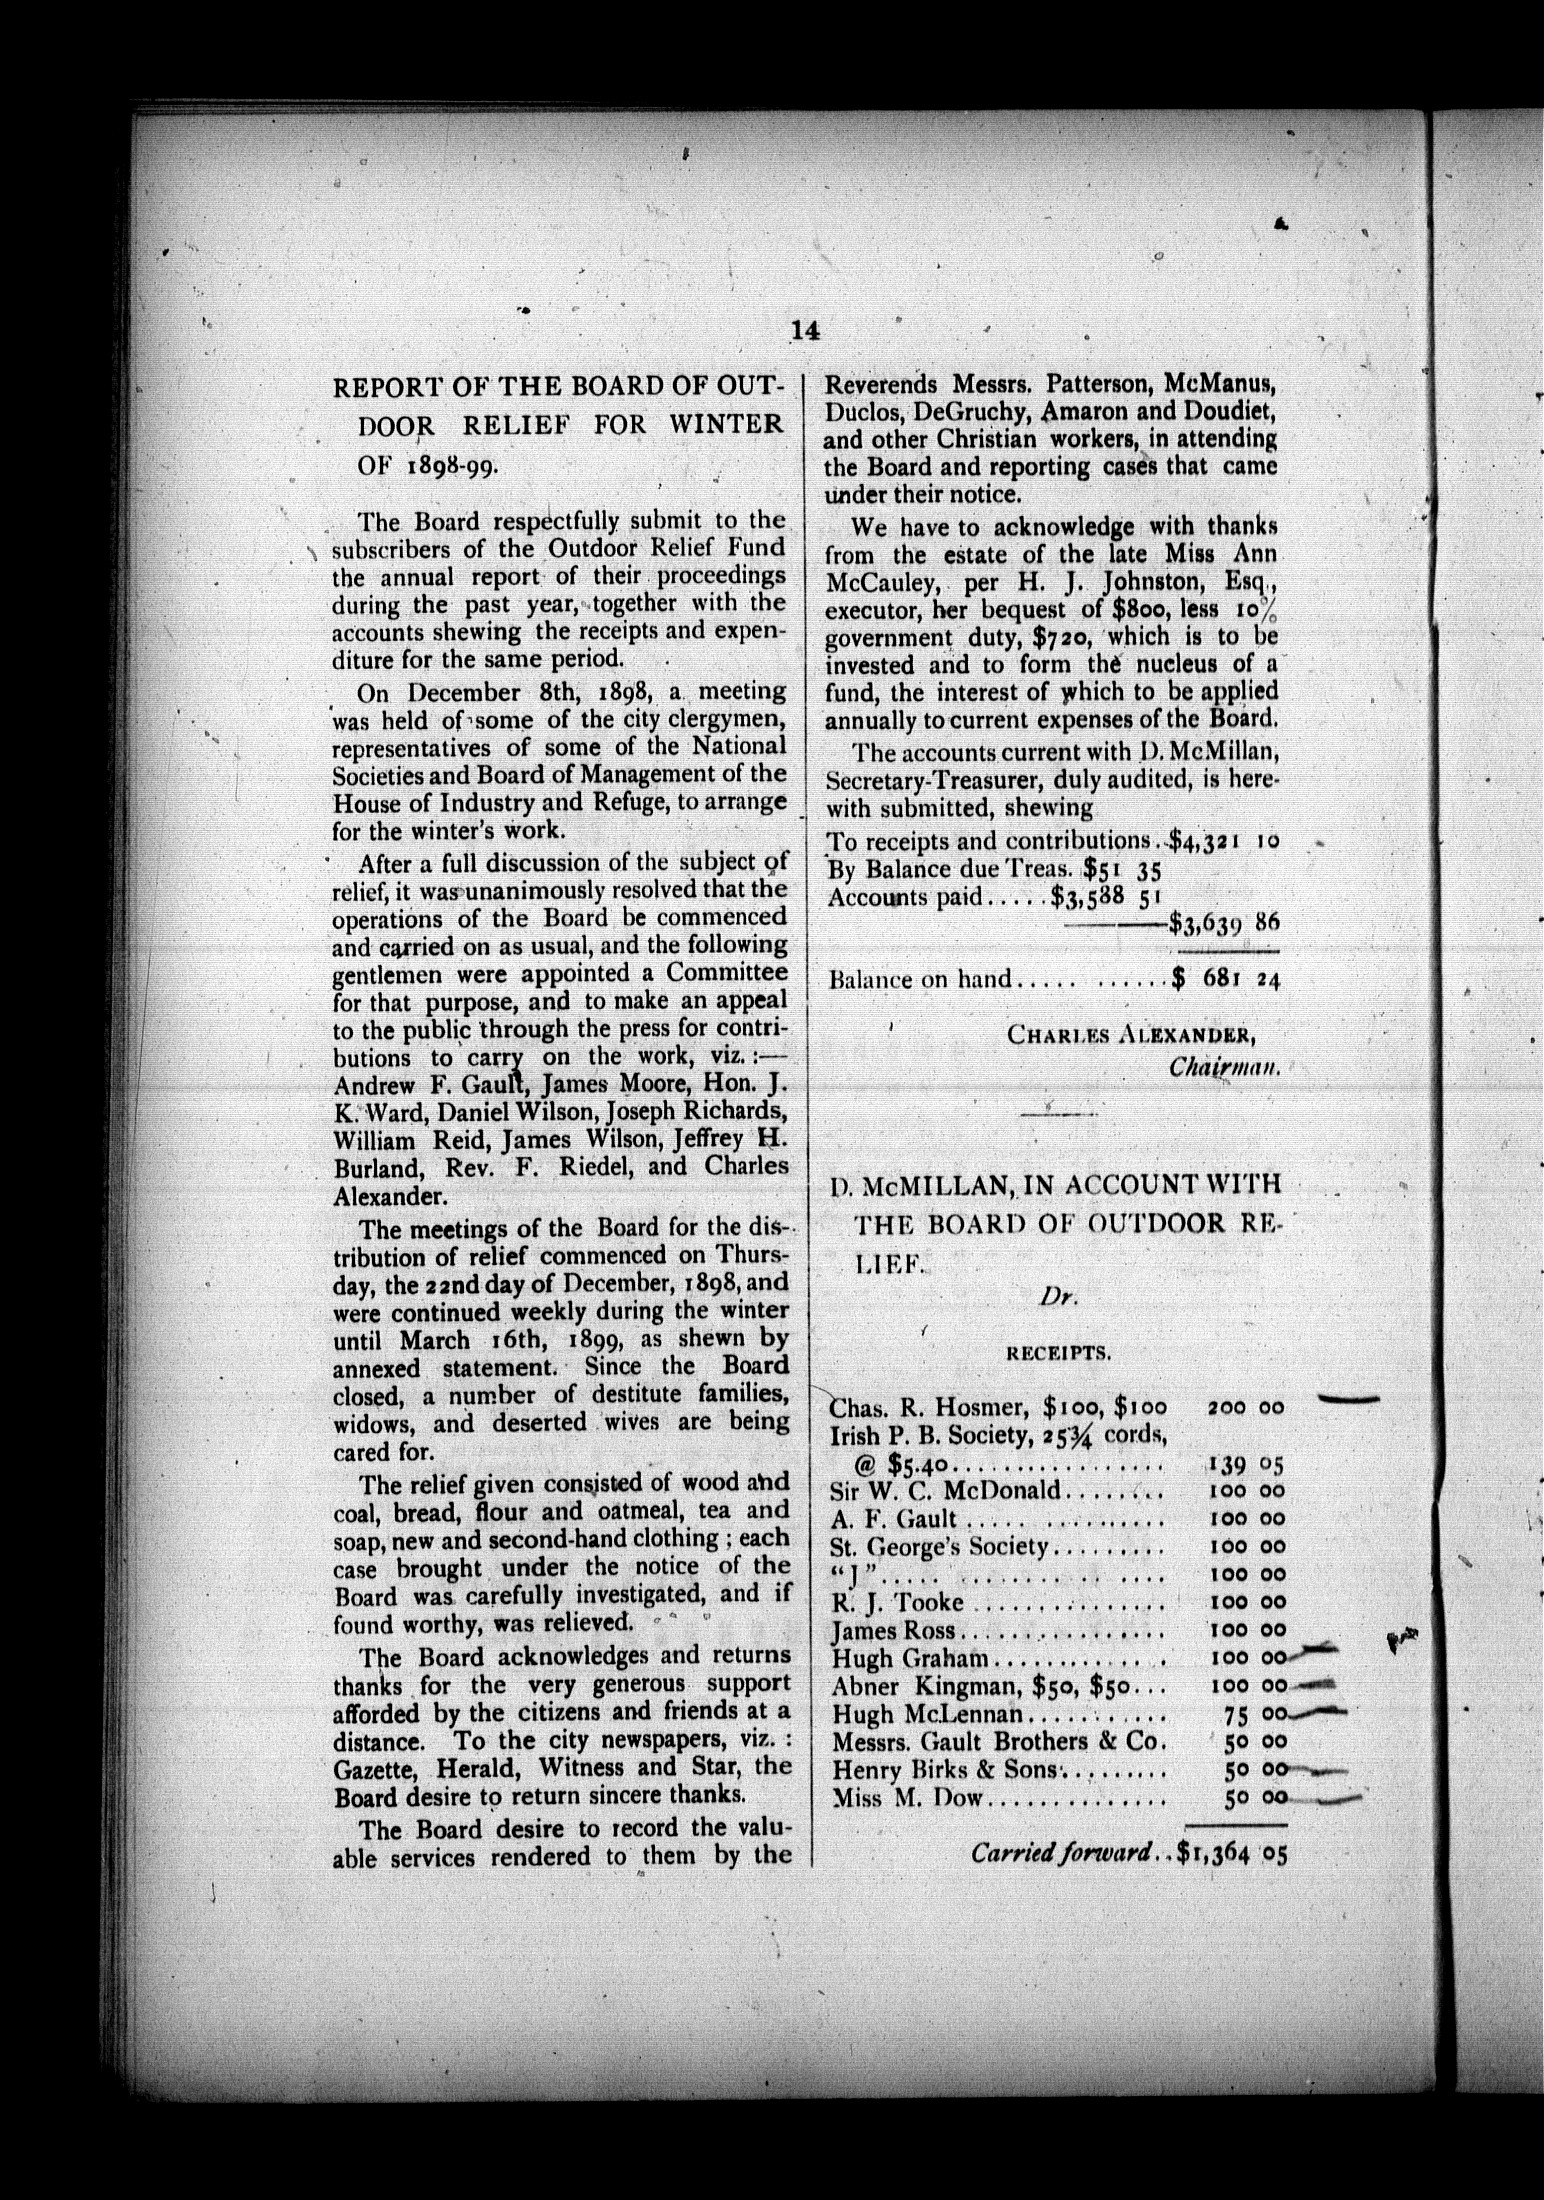 14
REPORT OF THE BOARD OF OUT-
DOOR RELIEF FOR WINTER
OF 1898-99.
The Board respectfully submit to the
subscribers of the Outdoor Relief Fund
the annual report of their proceedings
during the past year, together with the
accounts shewing the receipts and expen-
diture for the same period.
On December 8th, 1898, a meeting
was held of some of the city clergymen,
representatives of some of the National
Societies and Board of Management of the
House of Industry and Refuge, to arrange
for the winter's work.
After a full discussion of the subject of
relief, it was unanimously resolved that the
operations of the Board be commenced
and carried on as usual, and the following
gentlemen were appointed a Committee
for that purpose, and to make an appeal
to the public through the press for contri-
butions to carry on the work, viz. :—
Andrew F. Gault, James Moore, Hon. J.
K. Ward, Daniel Wilson, Joseph Richards,
William Reid, James Wilson, Jeffrey H.
Burland, Rev. F. Riedel, and Charles
Alexander.
The meetings of the Board for the dis-
tribution of relief commenced on Thurs-
day, the 22nd day of December, 1898, and
were continued weekly during the winter
until March 16th, 1899, as shewn by
annexed statement. Since the Board
closed, a number of destitute families,
widows, and deserted wives are being
cared for.
The relief given consisted of wood and
coal, bread, flour and oatmeal, tea and
soap, new and second-hand clothing ; each
case brought under the notice of the
Board was carefully investigated, and if
found worthy, was relieved.
The Board acknowledges and returns
thanks for the very generous support
afforded by the citizens and friends at a
distance. To the city newspapers, viz. :
Gazette, Herald, Witness and Star, the
Board desire to return sincere thanks.
The Board desire to record the valu-
able services rendered to them by the
Reverends Messrs. Patterson, McManus,
Duclos, DeGruchy, Amaron and Doudiet,
and other Christian workers, in attending
the Board and reporting cases that came
under their notice.
We have to acknowledge with thanks
from the estate of the late Miss Ann
McCauley, per H. J. Johnston, Esq.,
executor, her bequest of $800, less 10%
government duty, $720, which is to be
invested and to form the nucleus of a
fund, the interest of which to be applied
annually to current expenses of the Board.
The accounts current with D. McMillan,
Secretary-Treasurer, duly audited, is here-
with submitted, shewing
To receipts and contributions..$4,321 10
By Balance due Treas. $51 35
Accounts paid.....$3,588 51
———$3,639 86
Balance on hand..... ......$ 681 24
CHARLES ALEXANDER,
Chairman.
D. McMILLAN, IN ACCOUNT WITH
THE BOARD OF OUTDOOR RE-
LIEF.
Dr.
RECEIPTS.
Chas. R. Hosmer, $100, $100 200 00
Irish P. B. Society, 25¾ cords,
@ $5.40................. 139 05
Sir W. C. McDonald........ 100 00
A. F. Gault ..... .......... 100 00
St. George's Society......... 100 00
"J"..... ............... 100 00
R. J. Tooke ............... 100 00
James Ross................ 100 00
Hugh Graham............. 100 00
Abner Kingman, $50, $50... 100 00
Hugh McLennan........... 75 00
Messrs. Gault Brothers & Co. 50 00
Henry Birks & Sons......... 50 00
Miss M. Dow.............. 50 00
Carried forward..$1,364 05